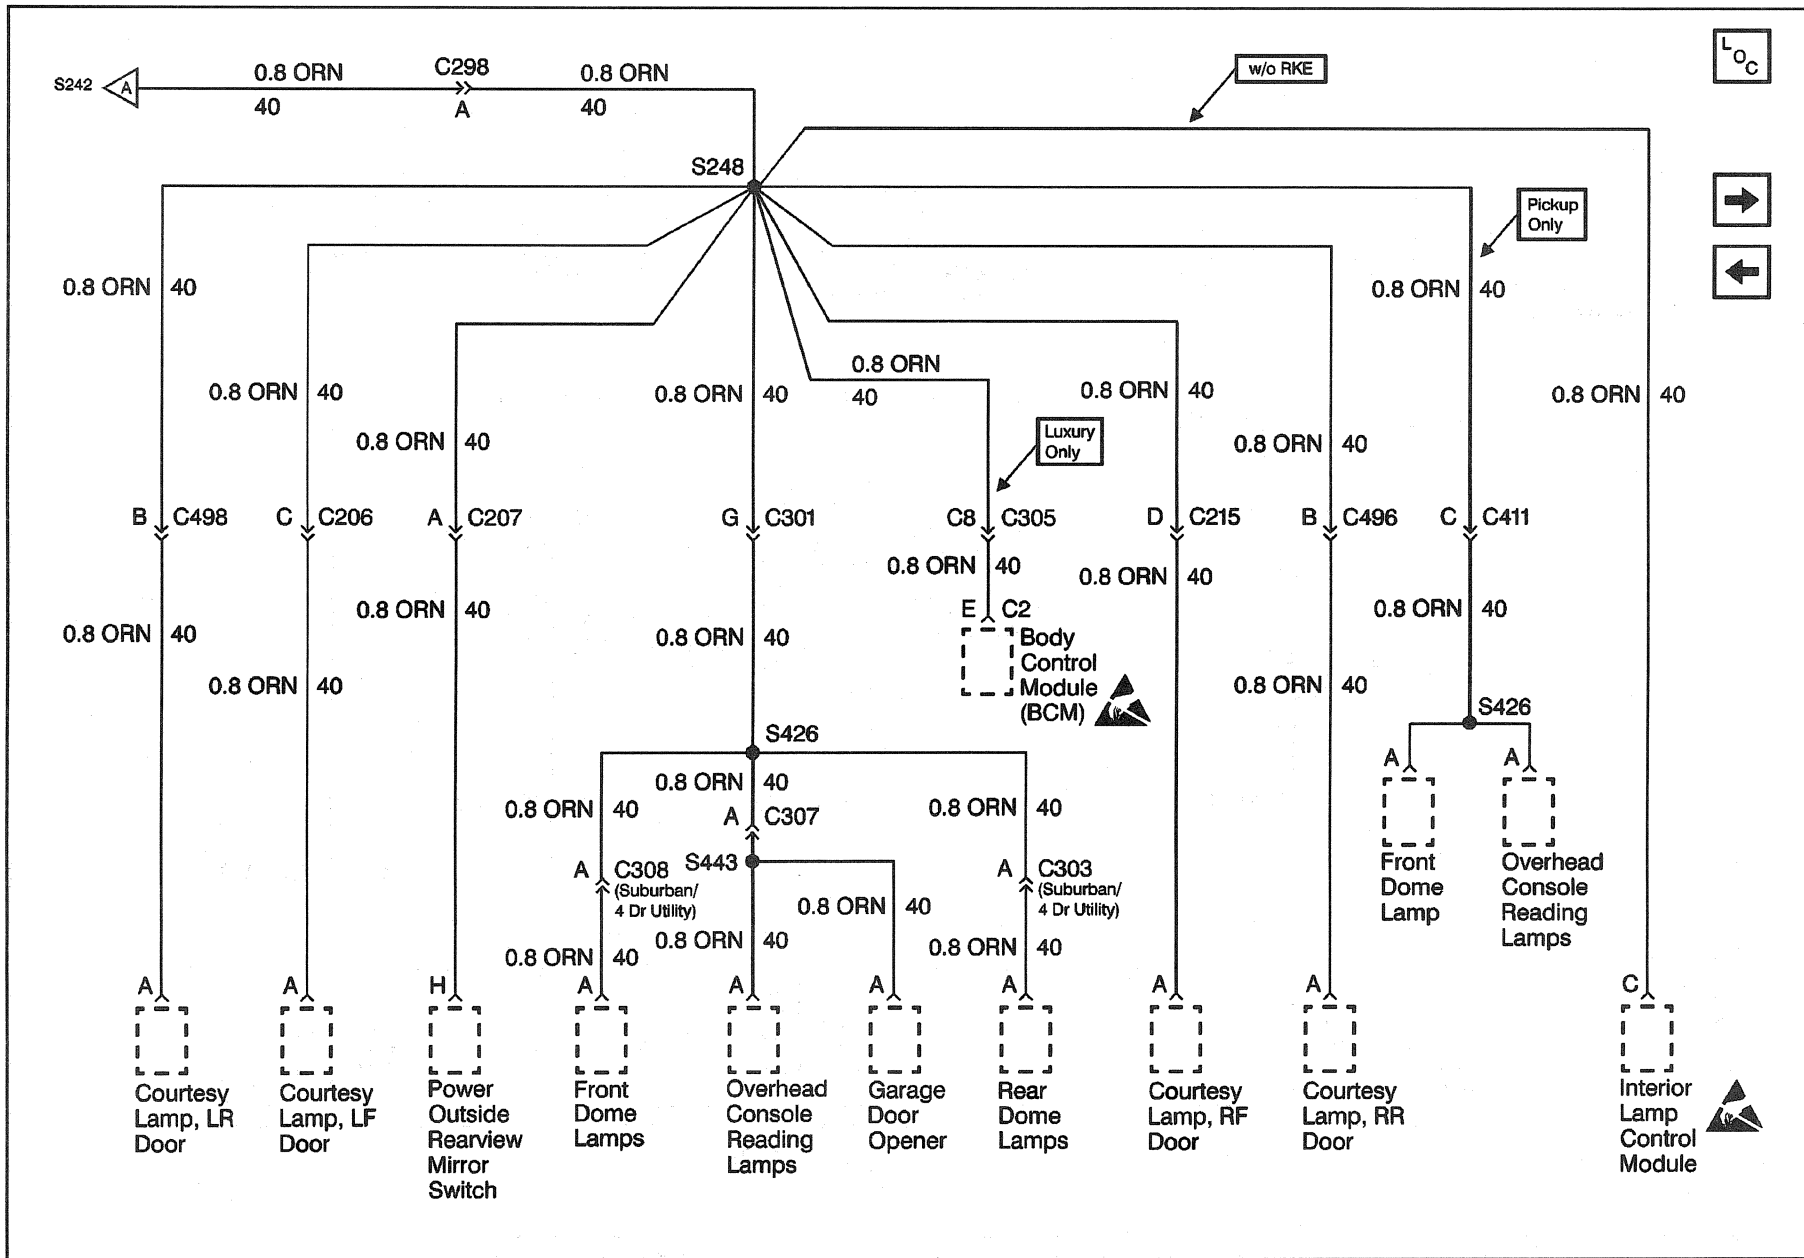 L O C
0.8 ORN C298 0.8 ORN
S242 A
40 A 40
w/o RKE
S248
Pickup
Only
0.8 ORN 40
0.8 ORN 40
0.8 ORN
40
0.8 ORN 40
0.8 ORN 40
0.8 ORN 40
0.8 ORN 40
0.8 ORN 40
0.8 ORN 40
0.8 ORN 40
Luxury
Only
B C498
C C206
A C207
G C301
C8 C305
D C215
B C496
C C411
0.8 ORN 40
0.8 ORN 40
0.8 ORN 40
0.8 ORN 40
E C2
0.8 ORN 40
0.8 ORN 40
Body
Control
Module
(BCM)
0.8 ORN 40
0.8 ORN 40
S426
S426
0.8 ORN 40
0.8 ORN 40
0.8 ORN 40
A C307
A A
A C308
(Suburban/
4 Dr Utility)
S443
A C303
(Suburban/
4 Dr Utility)
Front
Dome
Lamp
Overhead
Console
Reading
Lamps
0.8 ORN 40
0.8 ORN 40
0.8 ORN 40
0.8 ORN 40
A A H A A A A A A C
Courtesy
Lamp, LR
Door
Courtesy
Lamp, LF
Door
Power
Outside
Rearview
Mirror
Switch
Front
Dome
Lamps
Overhead
Console
Reading
Lamps
Garage
Door
Opener
Rear
Dome
Lamps
Courtesy
Lamp, RF
Door
Courtesy
Lamp, RR
Door
Interior
Lamp
Control
Module